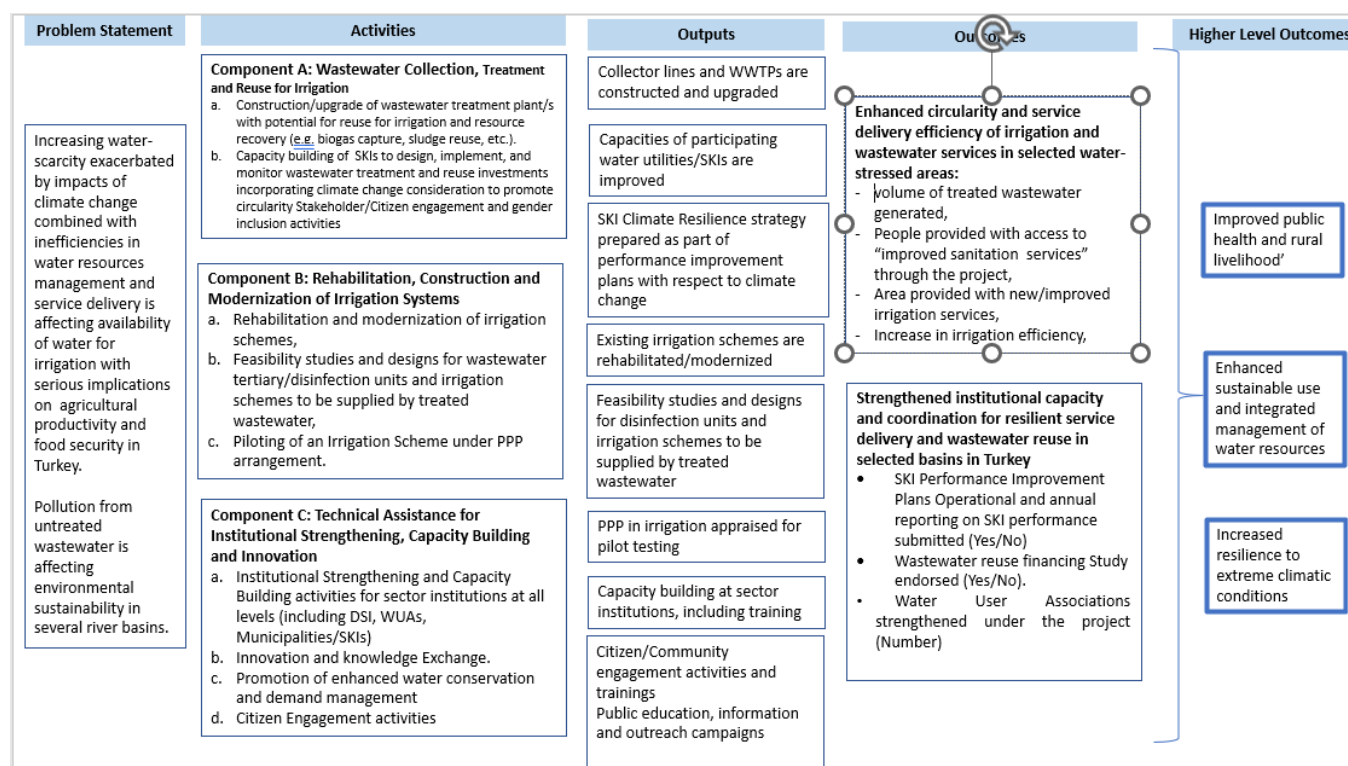 Problem Statement
Increasing water-
scarcity exacerbated
by impacts of
climate change
combined with
inefficiencies in
water resources
management and
service delivery is
affecting availability
of water for
irrigation with
serious implications
on agricultural
productivity and
food security in
Turkey.
Pollution from
untreated
wastewater is
affecting
environmental
sustainability in
several river basins.
Activities
Component A: Wastewater Collection, Treatment
and Reuse for Irrigation
a. Construction/upgrade of wastewater treatment plant/s
with potential for reuse for irrigation and resource
recovery (e.g. biogas capture, sludge reuse, etc.).
b. Capacity building of SKIs to design, implement, and
monitor wastewater treatment and reuse investments
incorporating climate change consideration to promote
circularity Stakeholder/Citizen engagement and gender
inclusion activities
Component B: Rehabilitation, Construction and
Modernization of Irrigation Systems
a. Rehabilitation and modernization of irrigation
schemes,
b. Feasibility studies and designs for wastewater
tertiary/disinfection units and irrigation
schemes to be supplied by treated
wastewater,
c. Piloting of an Irrigation Scheme under PPP
arrangement.
Component C: Technical Assistance for
Institutional Strengthening, Capacity Building
and Innovation
a. Institutional Strengthening and Capacity
Building activities for sector institutions at all
levels (including DSI, WUAs,
Municipalities/SKIs)
b. Innovation and knowledge Exchange.
c. Promotion of enhanced water conservation
and demand management
d. Citizen Engagement activities
Outputs
Collector lines and WWTPs are
constructed and upgraded
Capacities of participating
water utilities/SKIs are
improved
SKI Climate Resilience strategy
prepared as part of
performance improvement
plans with respect to climate
change
Existing irrigation schemes are
rehabilitated/modernized
Feasibility studies and designs
for disinfection units and
irrigation schemes to be
supplied by treated
wastewater
PPP in irrigation appraised for
pilot testing
Capacity building at sector
institutions, including training
Citizen/Community
engagement activities and
trainings
Public education, information
and outreach campaigns
Outcomes
Enhanced circularity and service
delivery efficiency of irrigation and
wastewater services in selected water-
stressed areas:
- volume of treated wastewater
generated,
- People provided with access to
“improved sanitation services”
through the project,
- Area provided with new/improved
irrigation services,
- Increase in irrigation efficiency,
Strengthened institutional capacity
and coordination for resilient service
delivery and wastewater reuse in
selected basins in Turkey
• SKI Performance Improvement
Plans Operational and annual
reporting on SKI performance
submitted (Yes/No)
• Wastewater reuse financing Study
endorsed (Yes/No).
• Water User Associations
strengthened under the project
(Number)
Higher Level Outcomes
Improved public
health and rural
livelihood’
Enhanced
sustainable use
and integrated
management of
water resources
Increased
resilience to
extreme climatic
conditions